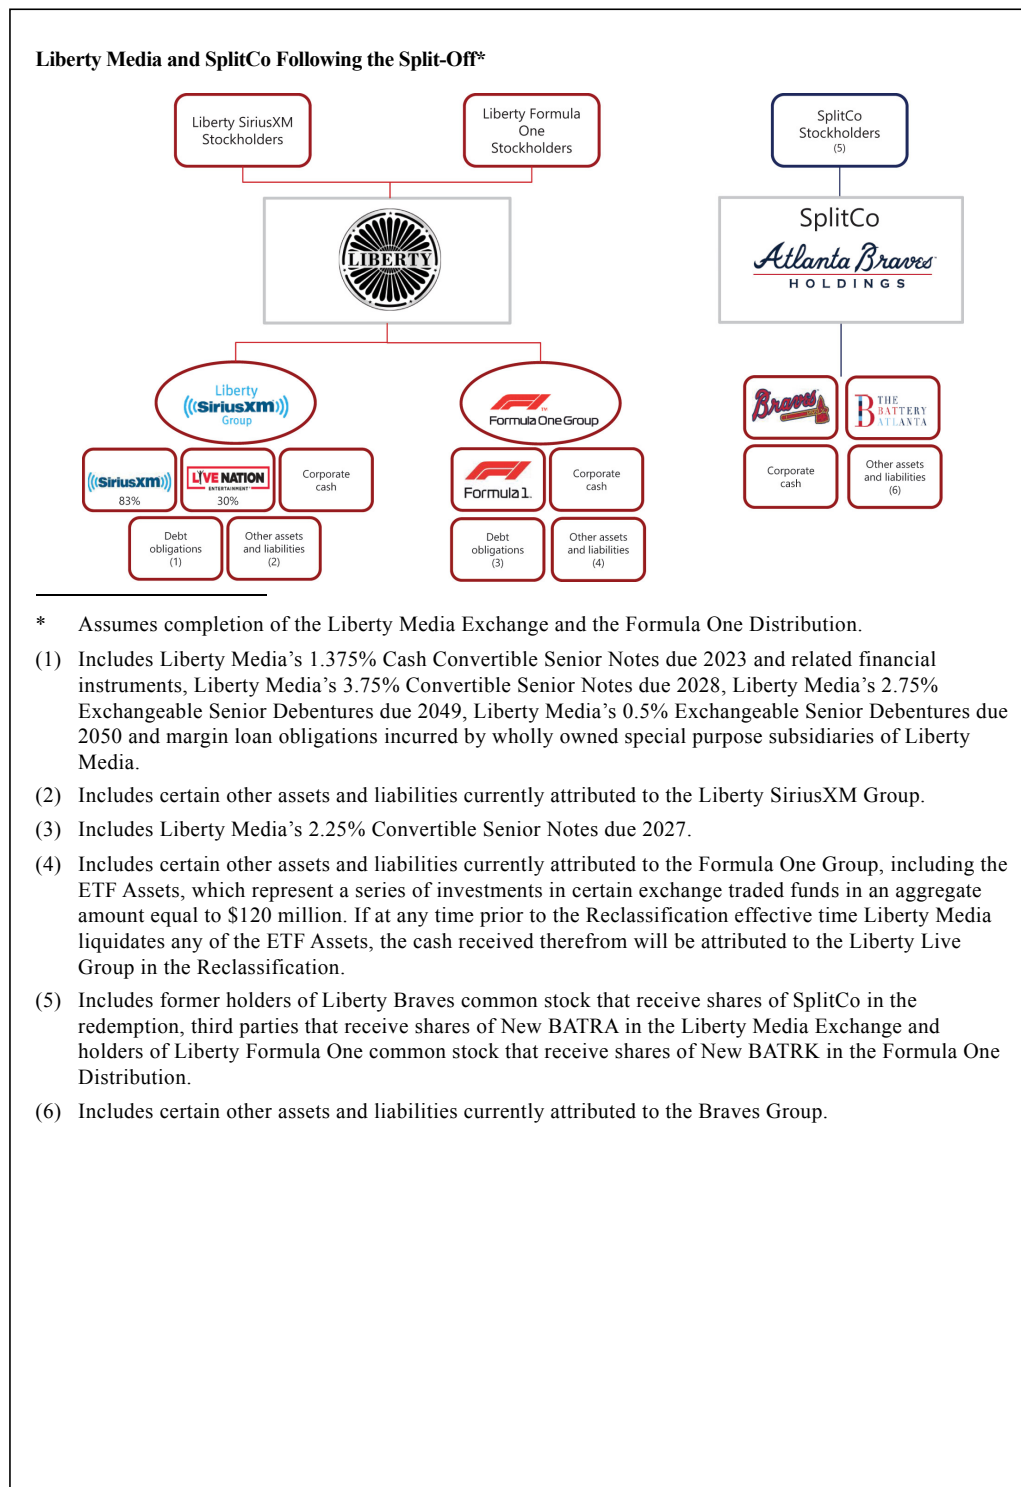 Liberty Media and SplitCo Following the Split-Off*
Liberty SiriusXM
Stockholders
Liberty Formula
One
Stockholders
SplitCo
Stockholders
(5)
LIBERTY
SplitCo
Atlanta Braves
HOLDINGS
Liberty
((SiriusXM))
Group
F1
Formula One Group
Braves
THE
BATTERY
ATLANTA
((SiriusXM))
83%
LIVE NATION
ENTERTAINMENT
30%
Corporate
cash
F1
Formula 1.
Corporate
cash
Corporate
cash
Other assets
and liabilities
(6)
Debt
obligations
(1)
Other assets
and liabilities
(2)
Debt
obligations
(3)
Other assets
and liabilities
(4)
* Assumes completion of the Liberty Media Exchange and the Formula One Distribution.
(1) Includes Liberty Media’s 1.375% Cash Convertible Senior Notes due 2023 and related financial
instruments, Liberty Media’s 3.75% Convertible Senior Notes due 2028, Liberty Media’s 2.75%
Exchangeable Senior Debentures due 2049, Liberty Media’s 0.5% Exchangeable Senior Debentures due
2050 and margin loan obligations incurred by wholly owned special purpose subsidiaries of Liberty
Media.
(2) Includes certain other assets and liabilities currently attributed to the Liberty SiriusXM Group.
(3) Includes Liberty Media’s 2.25% Convertible Senior Notes due 2027.
(4) Includes certain other assets and liabilities currently attributed to the Formula One Group, including the
ETF Assets, which represent a series of investments in certain exchange traded funds in an aggregate
amount equal to $120 million. If at any time prior to the Reclassification effective time Liberty Media
liquidates any of the ETF Assets, the cash received therefrom will be attributed to the Liberty Live
Group in the Reclassification.
(5) Includes former holders of Liberty Braves common stock that receive shares of SplitCo in the
redemption, third parties that receive shares of New BATRA in the Liberty Media Exchange and
holders of Liberty Formula One common stock that receive shares of New BATRK in the Formula One
Distribution.
(6) Includes certain other assets and liabilities currently attributed to the Braves Group.